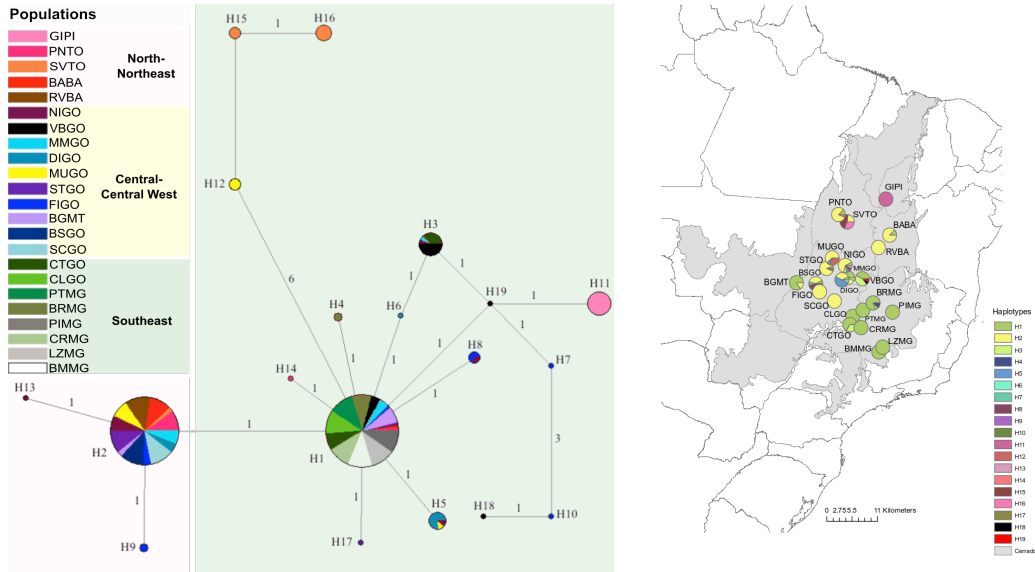 Populations
GIPI
PNTO
SVTO
BABA
RVBA
North-
Northeast
NIGO
VBGO
MMGO
DIGO
MUGO
STGO
FIGO
BGMT
BSGO
SCGO
Central-
Central West
CTGO
CLGO
PTMG
BRMG
PIMG
CRMG
LZMG
BMMG
Southeast
H15
1
H16
1
H12
6
H3
1
H19
1
H11
H4
1
H6
1
1
1
H8
1
H7
H14
1
H13
1
H2
1
H1
3
1
H9
1
H5
H18
1
H10
1
H17
GIPI
PNTO
SVTO
BABA
RVBA
MUGO
NIGO
STGO
MMGO
BSGO
BGMT
VBGO
DIGO
BRMG
FIGO
SCGO
PIMG
CLGO
PTMG
CTGO
CRMG
LZMG
BMMG
0 2.755.5 11 Kilometers
Haplotypes
H1
H2
H3
H4
H5
H6
H7
H8
H9
H10
H11
H12
H13
H14
H15
H16
H17
H18
H19
Cerrado